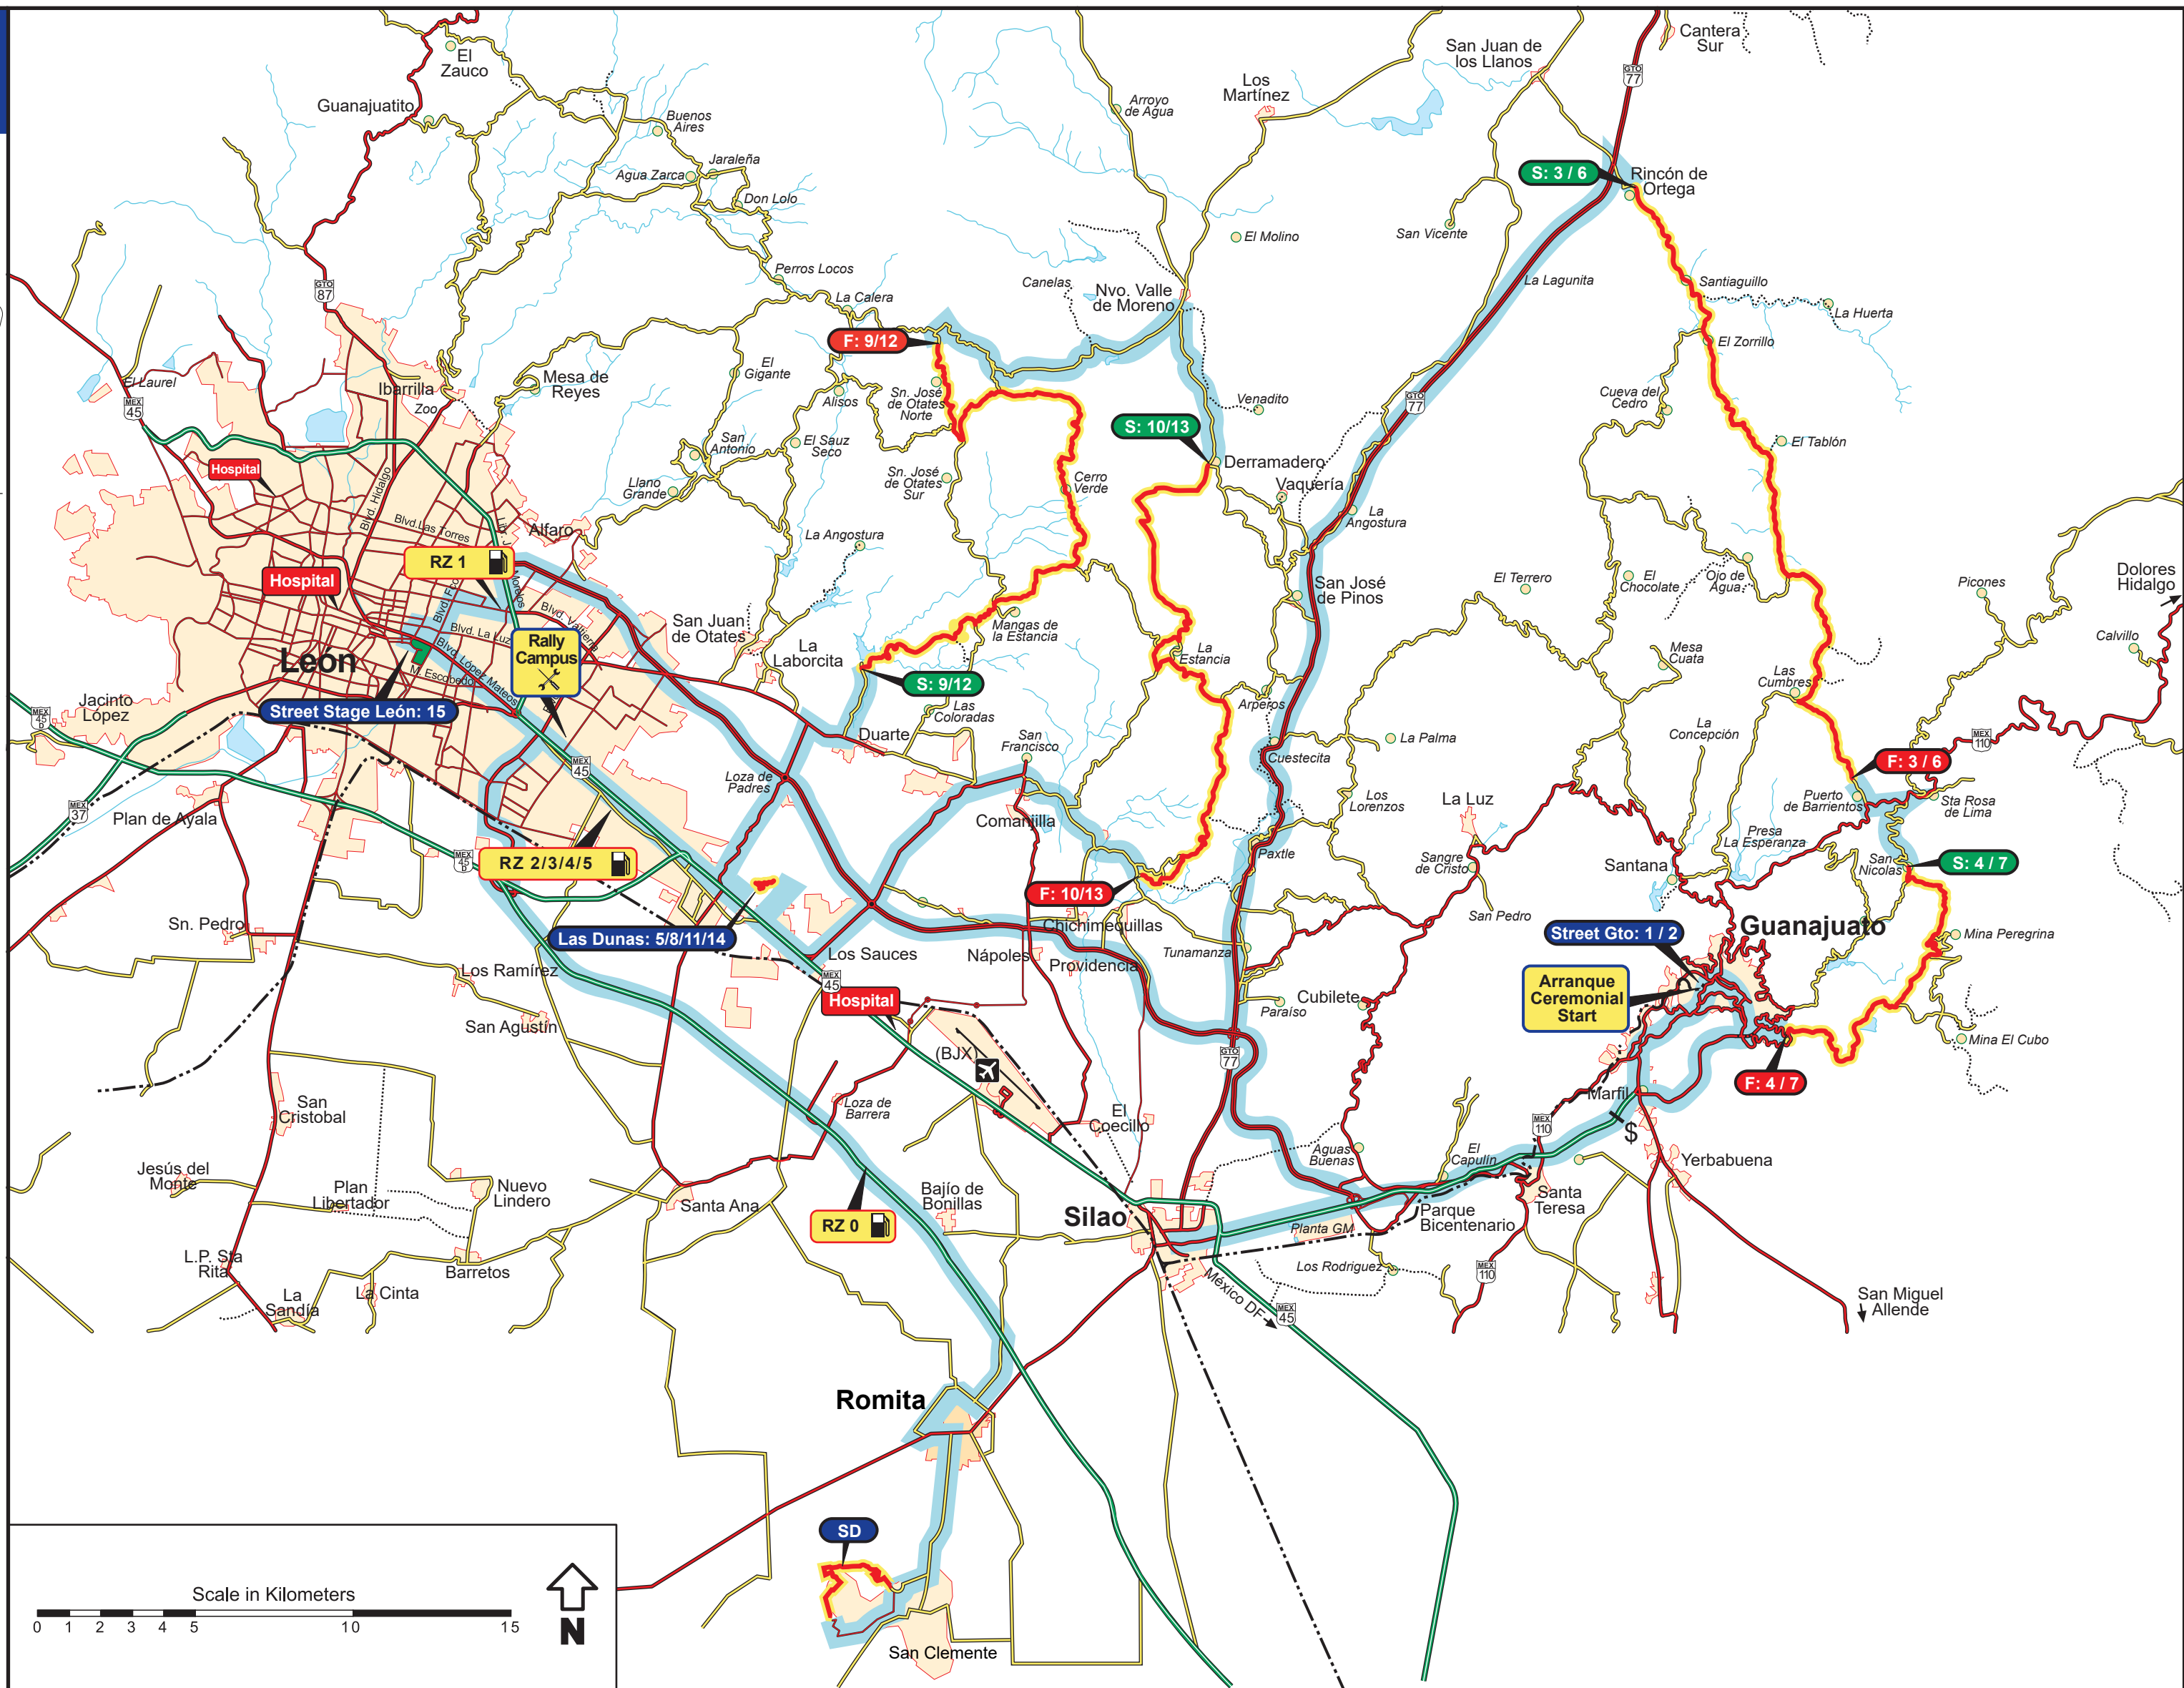 El
Zauco
Guanajuatito
Buenos
Aires
Jaraleña
Agua Zarca
Don Lolo
Arroyo
de Agua
Los
Martínez
San Juan de
los Llanos
Cantera
Sur
GTO
77
S: 3 / 6
Rincón de
Ortega
El Molino
San Vicente
La Lagunita
Santiaguillo
La Huerta
El Zorrillo
Perros Locos
La Calera
Canelas
Nvo. Valle
de Moreno
GTO
87
F: 9/12
El Laurel
MEX
45
Ibarrilla
Zoo
Mesa de
Reyes
El
Gigante
Alisos
Sn. José
de Otates
Norte
Venadito
GTO
77
Cueva del
Cedro
El Tablón
S: 10/13
Derramadero
San
Antonio
El Sauz
Seco
Hospital
Llano
Grande
Sn. José
de Otates
Sur
Cerro
Verde
Vaquería
La
Angostura
Blvd. Hidalgo
Blvd.Las Torres
Alfaro
La Angostura
RZ 1
Hospital
San José
de Pinos
El Terrero
El
Chocolate
Ojo de
Agua
Picones
Dolores
Hidalgo
San Juan
de Otates
Mangas de
la Estancia
Calvillo
Blvd. La Luz
Rally
Campus
León
M. Escobedo
Blvd. López Mateos
La
Laborcita
S: 9/12
La
Estancia
Mesa
Cuata
Las
Cumbres
Jacinto
López
MEX
45
D
Street Stage León: 15
Las
Coloradas
Arperos
Duarte
San
Francisco
La Palma
Cuestecita
La
Concepción
MEX
110
F: 3 / 6
MEX
45
Loza de
Padres
MEX
37
Plan de Ayala
Comanjilla
Los
Lorenzos
La Luz
Puerto
de Barrientos
Sta Rosa
de Lima
Presa
La Esperanza
MEX
45
D
RZ 2/3/4/5
Paxtle
Sangre
de Cristo
Santana
San
Nicolas
S: 4 / 7
F: 10/13
San Pedro
Sn. Pedro
Las Dunas: 5/8/11/14
Chichimequillas
Street Gto: 1 / 2
Guanajuato
Mina Peregrina
Los Sauces
Nápoles
Providencia
Tunamanza
Los Ramírez
MEX
45
Hospital
Cubilete
Paraíso
Arranque
Ceremonial
Start
San Agustín
(BJX)
GTO
77
Mina El Cubo
F: 4 / 7
Marfil
San
Cristobal
Loza de
Barrera
El
Coecillo
MEX
110
$
Jesús del
Monte
Plan
Libertador
Nuevo
Lindero
Santa Ana
Bajío de
Bonillas
Aguas
Buenas
El
Capulín
Yerbabuena
Santa
Teresa
RZ 0
Silao
Planta GM
Parque
Bicentenario
L.P. Sta
Rita
Barretos
La
Sandía
La Cinta
Los Rodriguez
MEX
110
México DF
MEX
45
San Miguel
Allende
Romita
SD
Scale in Kilometers
0 1 2 3 4 5 10 15
N
San Clemente